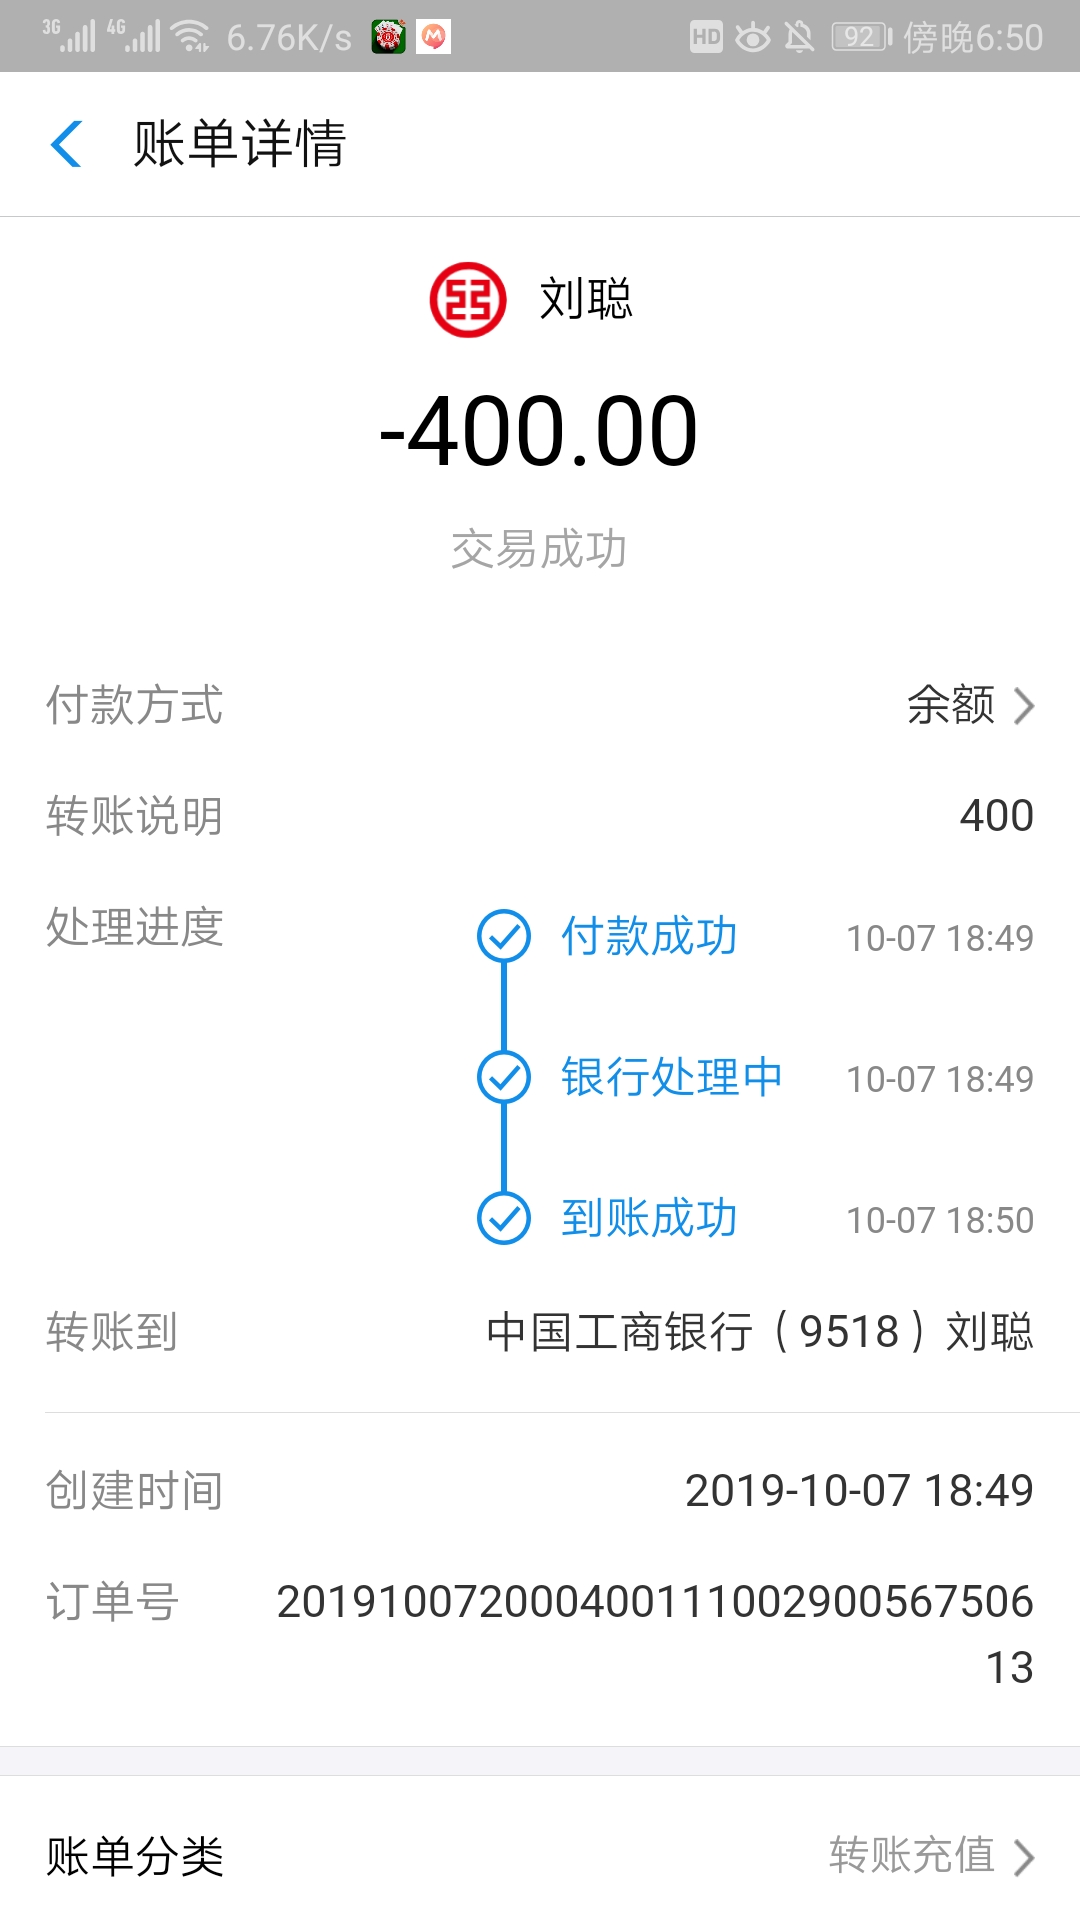 3G 4G 6.76K/s HD 92 傍晚6:50
账单详情
刘聪
-400.00
交易成功
付款方式 余额
转账说明 400
处理进度 付款成功 10-07 18:49
银行处理中 10-07 18:49
到账成功 10-07 18:50
转账到 中国工商银行（9518）刘聪
创建时间 2019-10-07 18:49
订单号 201910072000400111002900567506
13
账单分类 转账充值